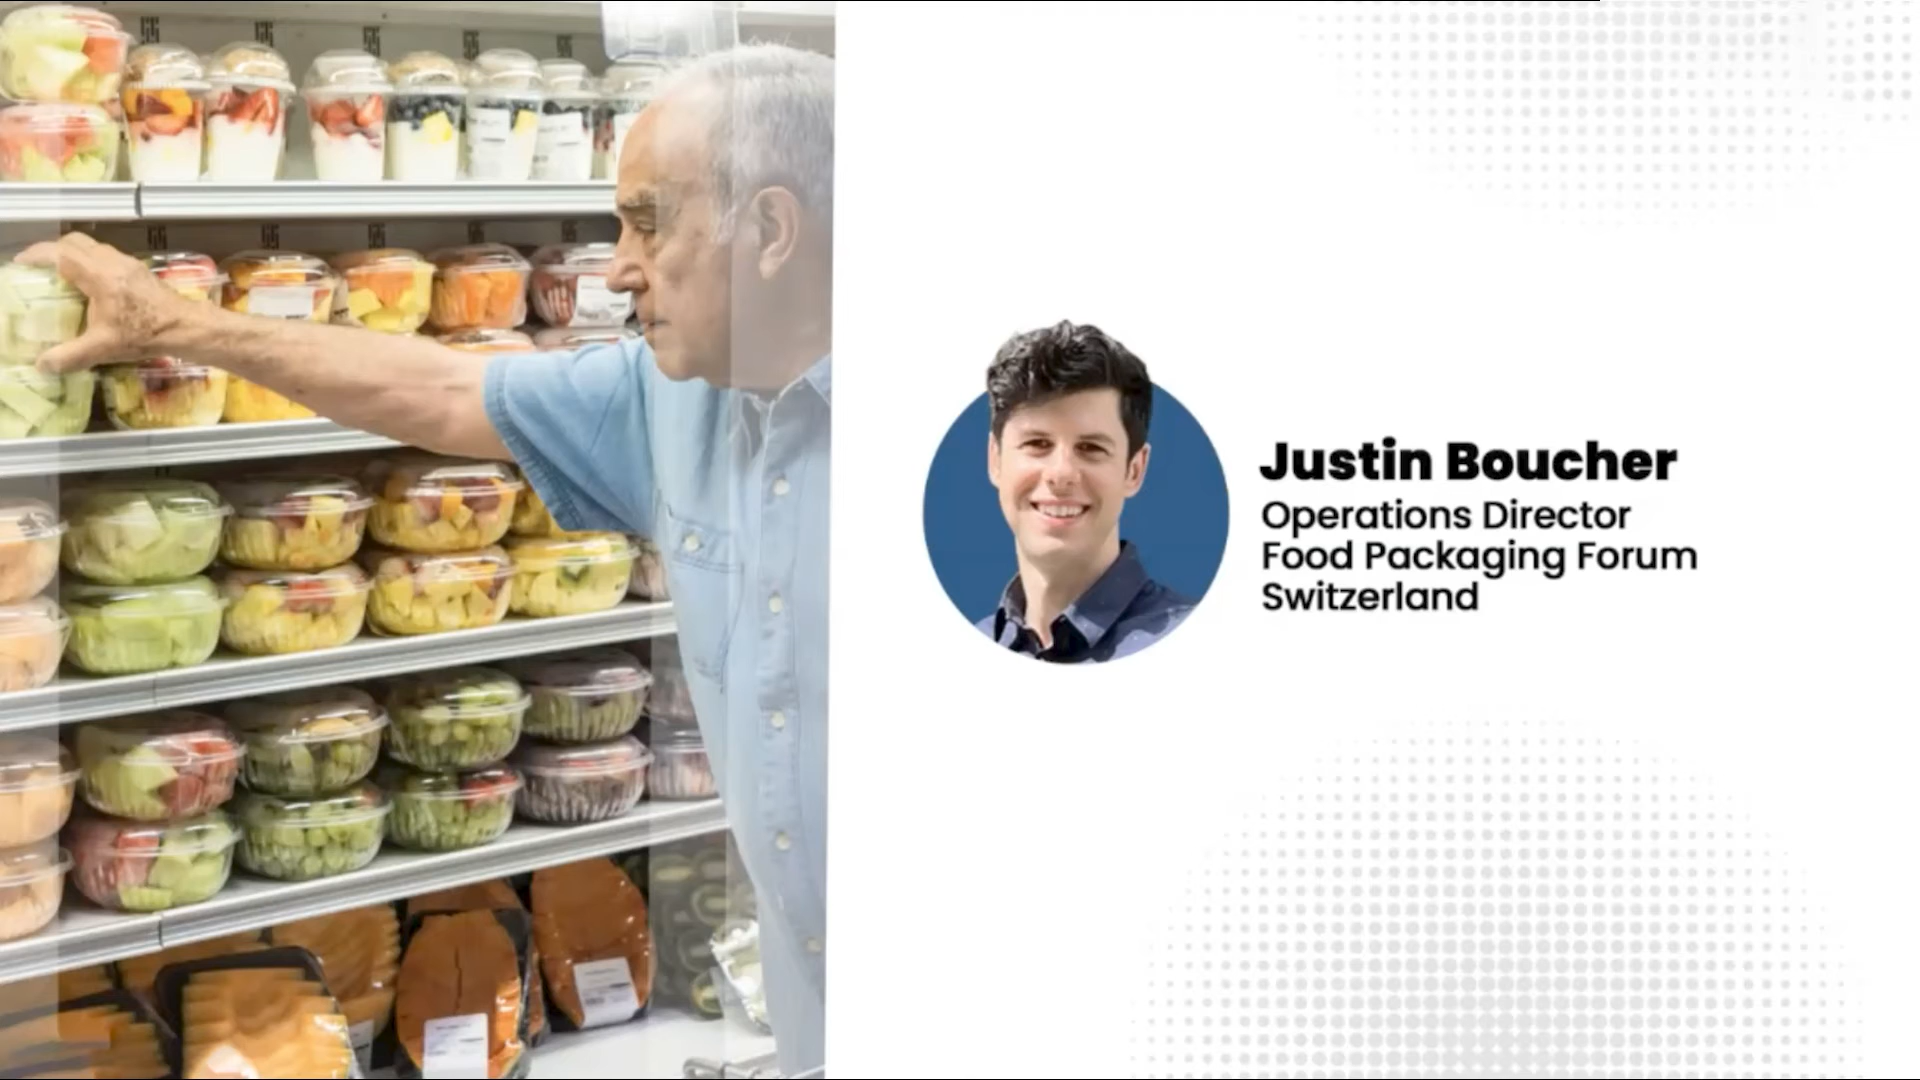 Justin Boucher
Operations Director
Food Packaging Forum
Switzerland